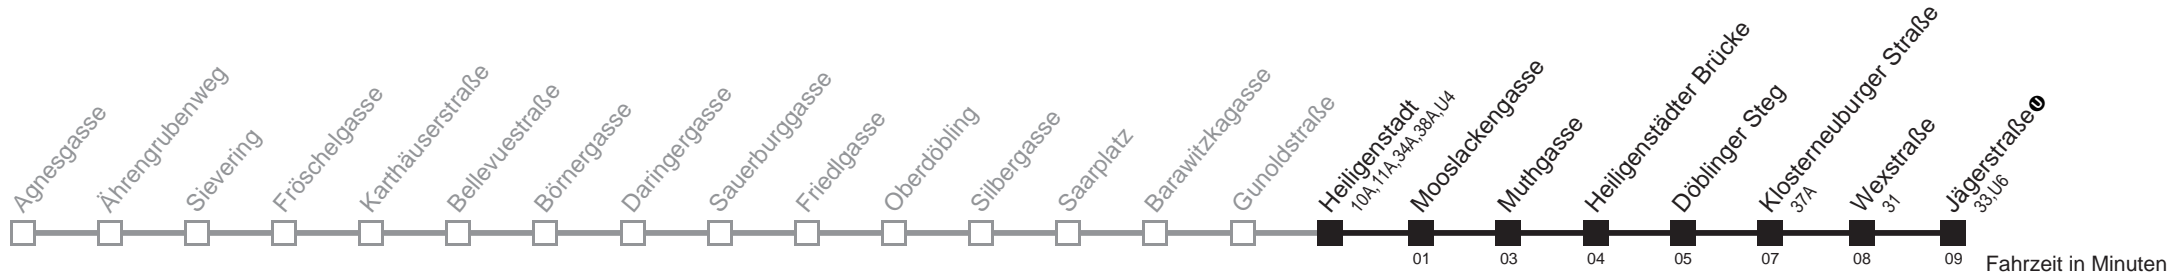 Agnesgasse
Ährengrubenweg
Sievering
Fröschelgasse
Karthäuserstraße
Bellevuestraße
Börnergasse
Daringergasse
Sauerburggasse
Friedlgasse
Oberdöbling
Silbergasse
Saarplatz
Barawitzkagasse
Gunoldstraße
Heiligenstadt
10A,11A,34A,38A,U4
Mooslackengasse
Muthgasse
Heiligenstädter Brücke
Döblinger Steg
Klosterneuburger Straße
37A
Wexstraße
31
Jägerstraße U
33,U6
01 03 04 05 07 08 09 Fahrzeit in Minuten